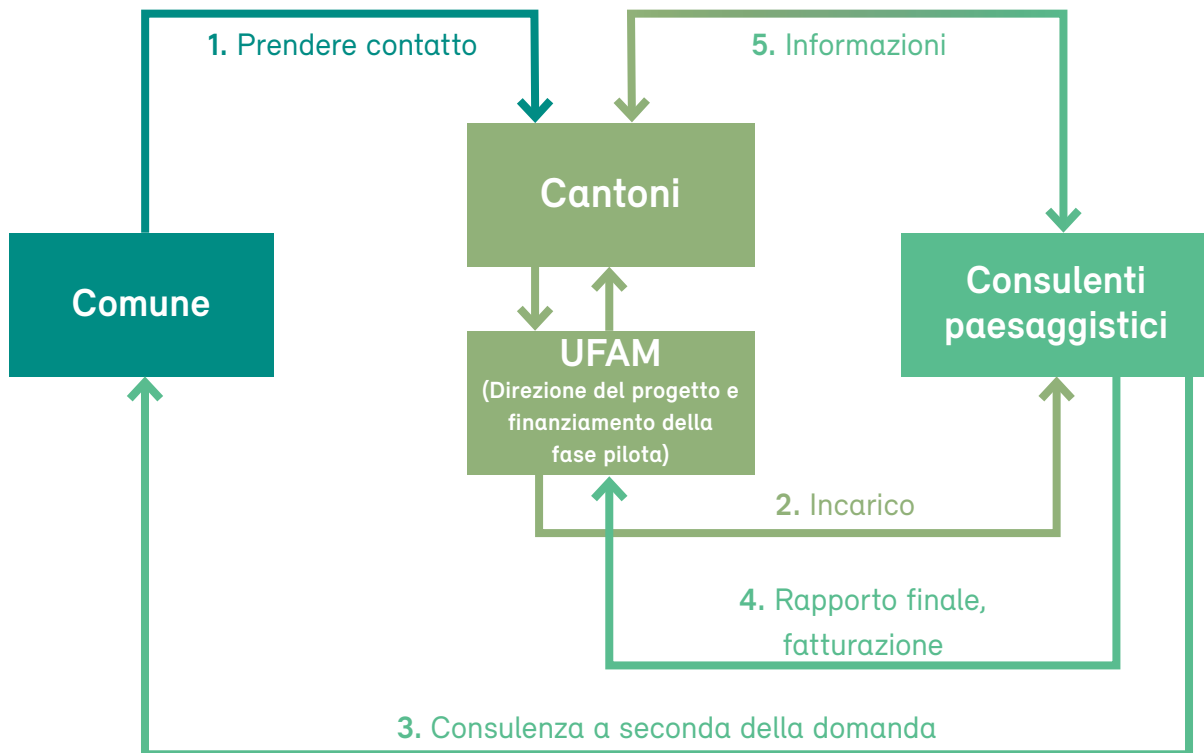 1. Prendere contatto
5. Informazioni
Cantoni
Comune
Consulenti
paesaggistici
UFAM
(Direzione del progetto e
finanziamento della
fase pilota)
2. Incarico
4. Rapporto finale,
fatturazione
3. Consulenza a seconda della domanda